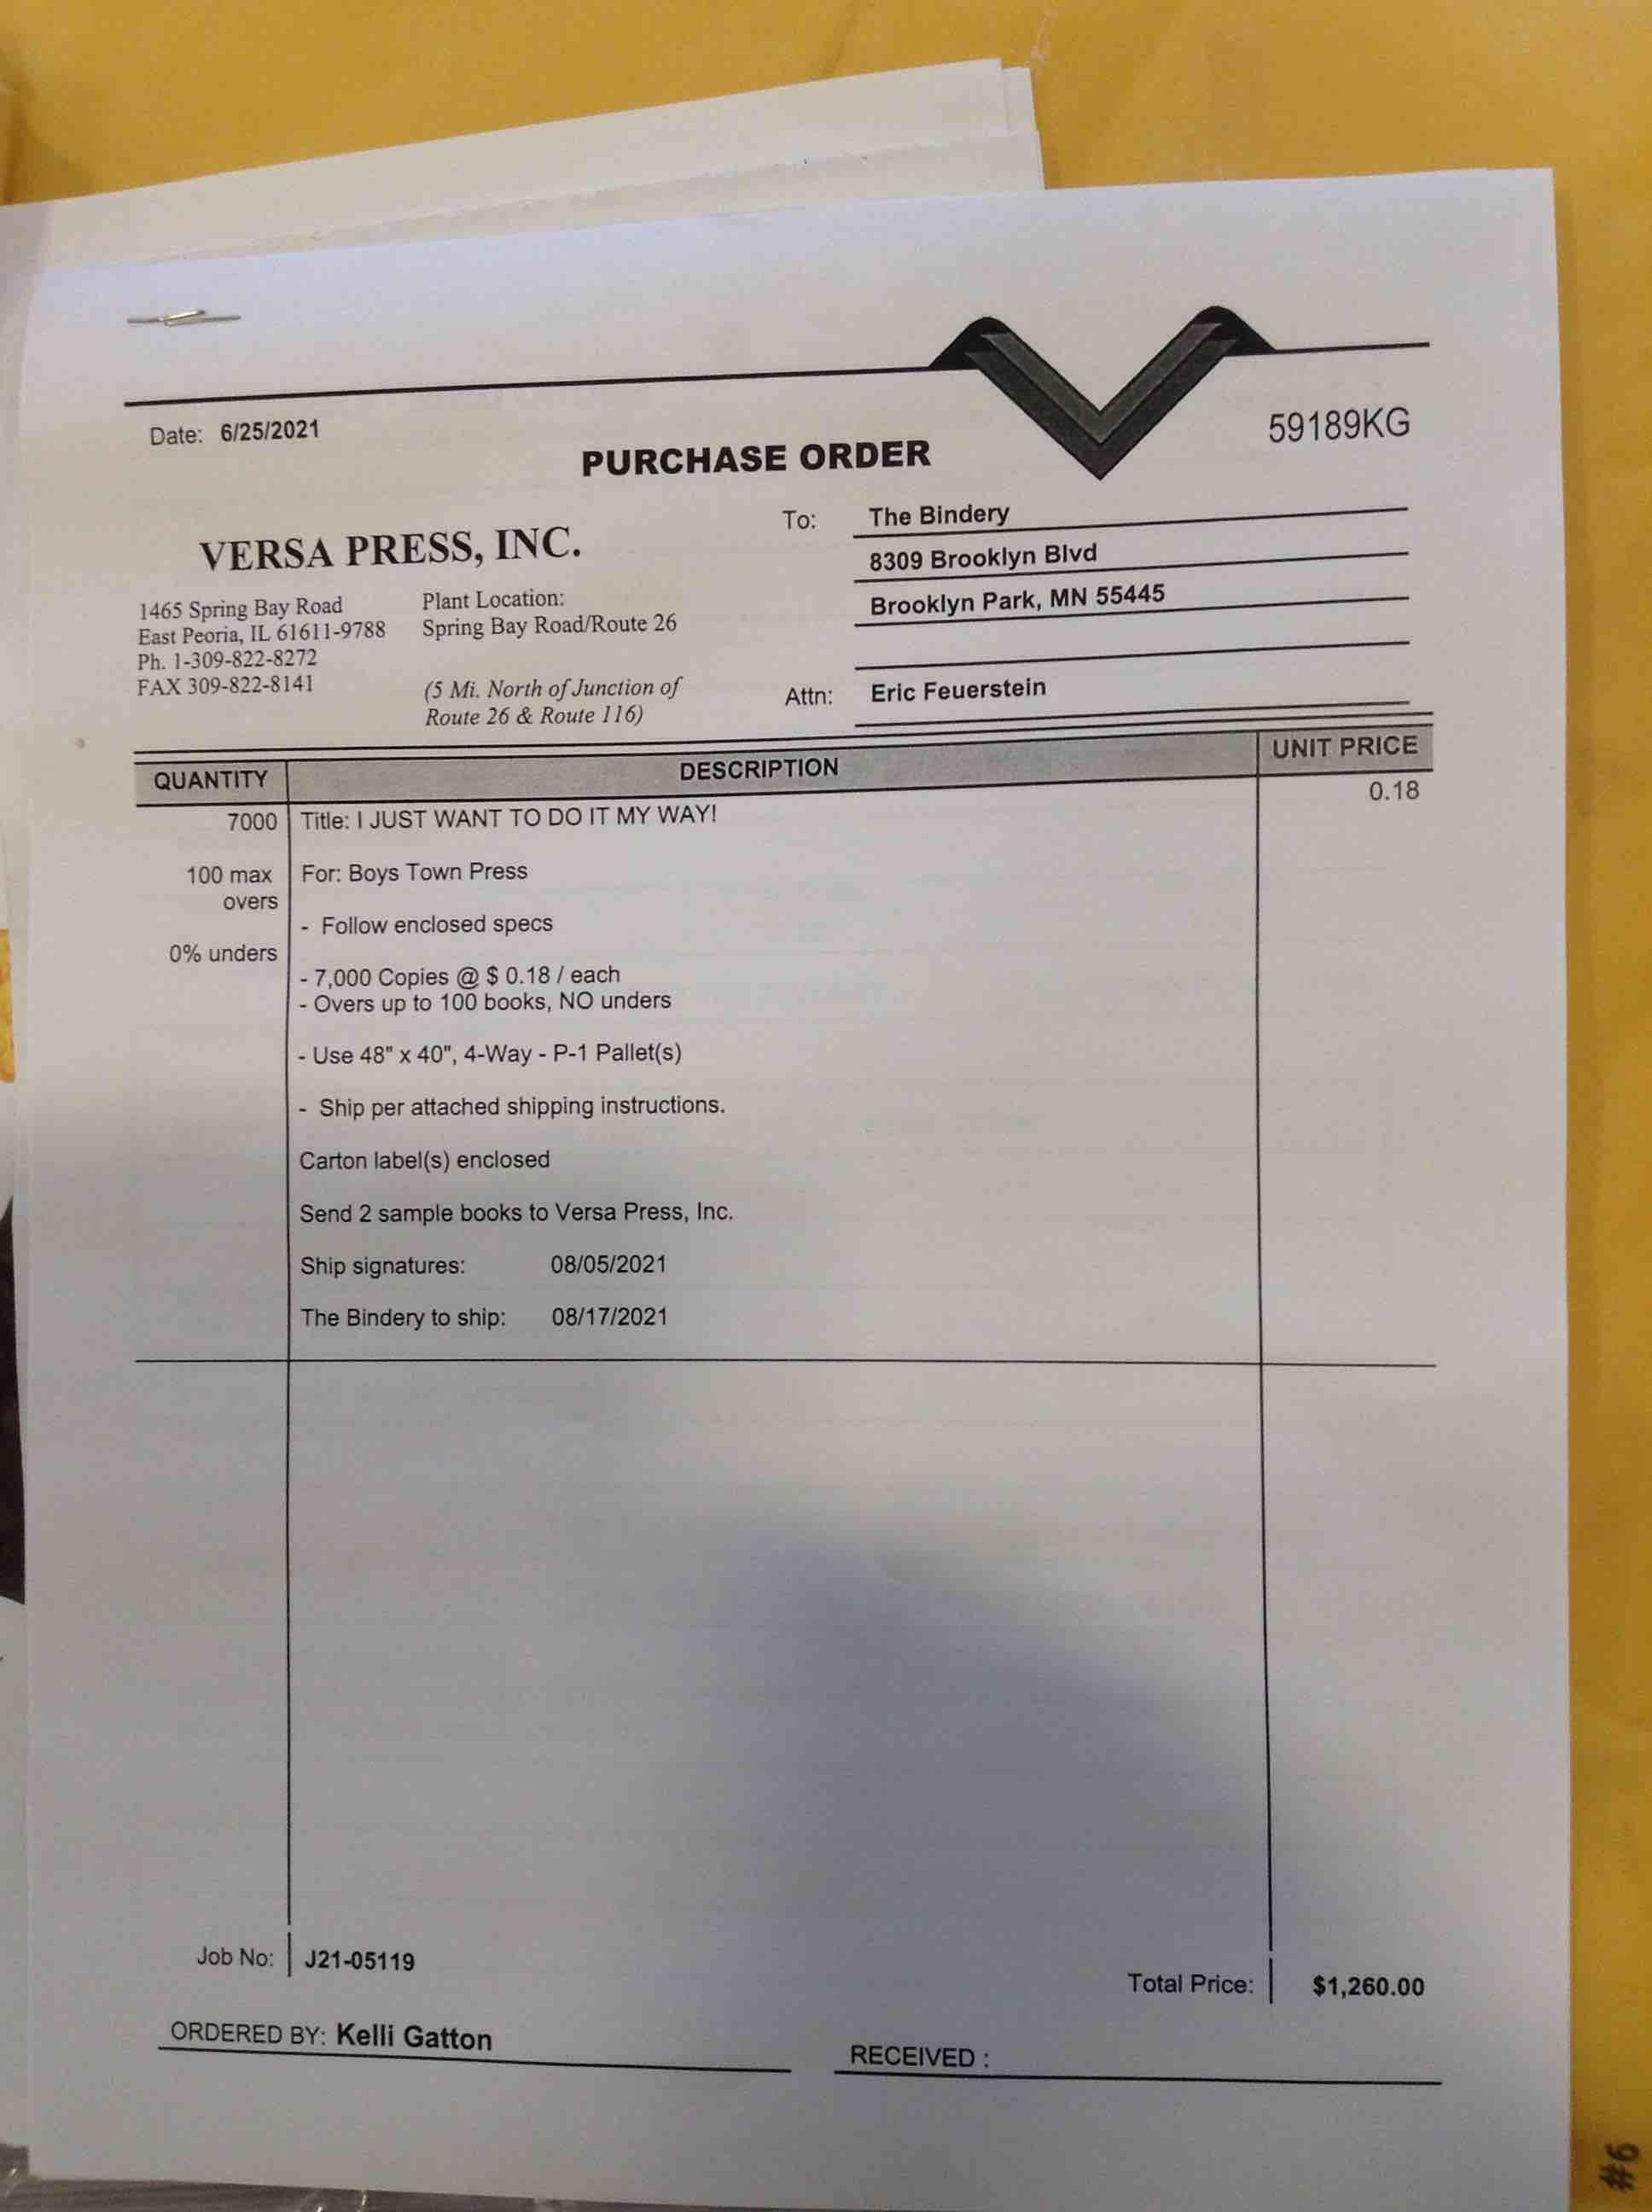 Date: 6/25/2021
59189KG
PURCHASE ORDER
VERSA PRESS, INC.
1465 Spring Bay Road
East Peoria, IL 61611-9788
Ph. 1-309-822-8272
FAX 309-822-8141
Plant Location:
Spring Bay Road/Route 26
(5 Mi. North of Junction of
Route 26 & Route 116)
To: The Bindery
8309 Brooklyn Blvd
Brooklyn Park, MN 55445
Attn: Eric Feuerstein
QUANTITY DESCRIPTION UNIT PRICE
7000 Title: I JUST WANT TO DO IT MY WAY! 0.18
100 max For: Boys Town Press
overs
- Follow enclosed specs
0% unders
- 7,000 Copies @ $ 0.18 / each
- Overs up to 100 books, NO unders
- Use 48" x 40", 4-Way - P-1 Pallet(s)
- Ship per attached shipping instructions.
Carton label(s) enclosed
Send 2 sample books to Versa Press, Inc.
Ship signatures: 08/05/2021
The Bindery to ship: 08/17/2021
Job No: J21-05119
Total Price: $1,260.00
ORDERED BY: Kelli Gatton
RECEIVED :
#6